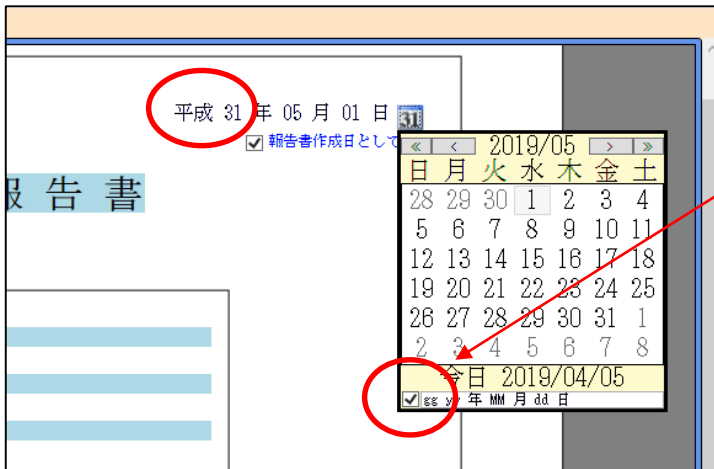 平成 31 年 05 月 01 日 31
報告書作成日として
« < 2019/05 > »
報 告 書
日 月 火 水 木 金 土
28 29 30 1 2 3 4
5 6 7 8 9 10 11
12 13 14 15 16 17 18
19 20 21 22 23 24 25
26 27 28 29 30 31 1
2 3 4 5 6 7 8
今日 2019/04/05
gg yy 年 MM 月 dd 日